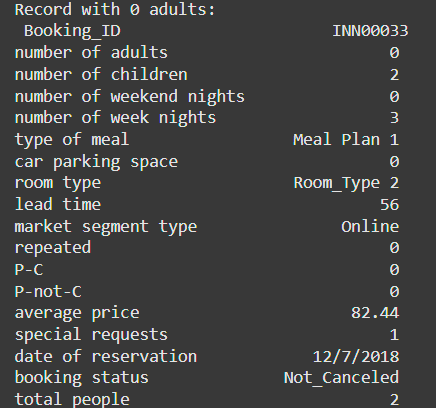 Record with 0 adults:
Booking_ID INN00033
number of adults 0
number of children 2
number of weekend nights 0
number of week nights 3
type of meal Meal Plan 1
car parking space 0
room type Room_Type 2
lead time 56
market segment type Online
repeated 0
P-C 0
P-not-C 0
average price 82.44
special requests 1
date of reservation 12/7/2018
booking status Not_Canceled
total people 2